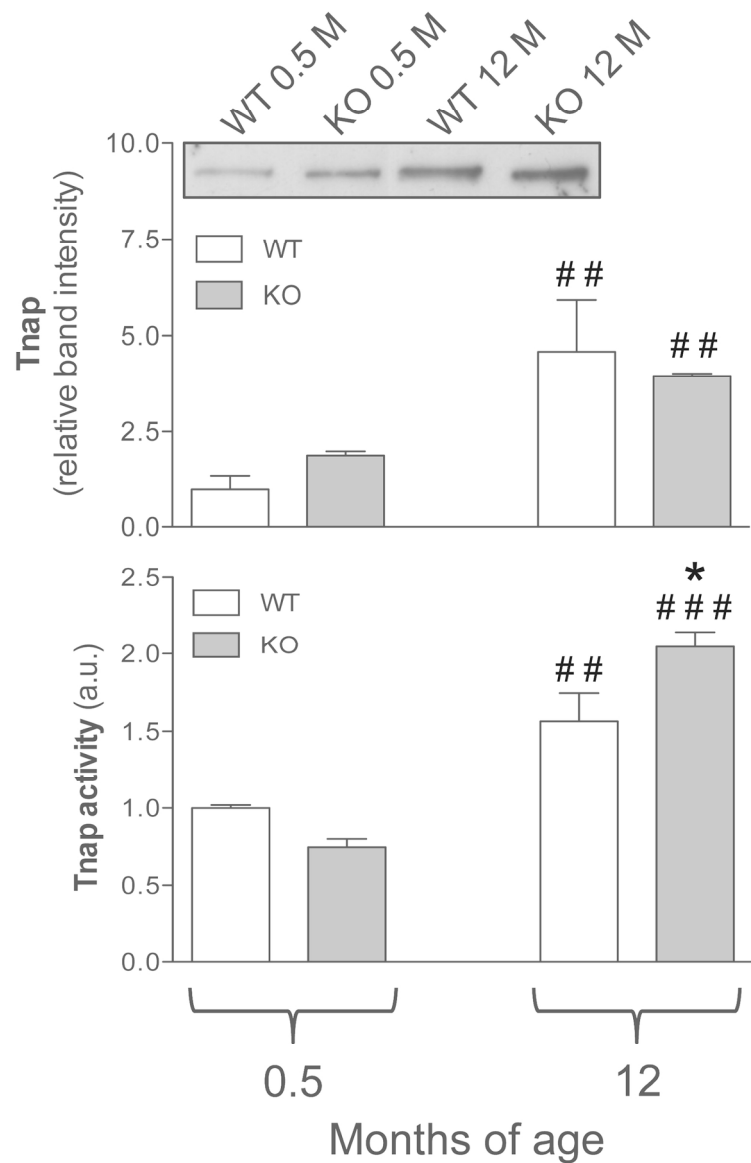 WT 0.5 M
KO 0.5 M
WT 12 M
KO 12 M
Tnap
(relative band intensity)
10.0
7.5
5.0
2.5
0.0
WT
KO
# #
# #
Tnap activity (a.u.)
2.5
2.0
1.5
1.0
0.5
0.0
WT
KO
# #
*
# # #
0.5
12
Months of age